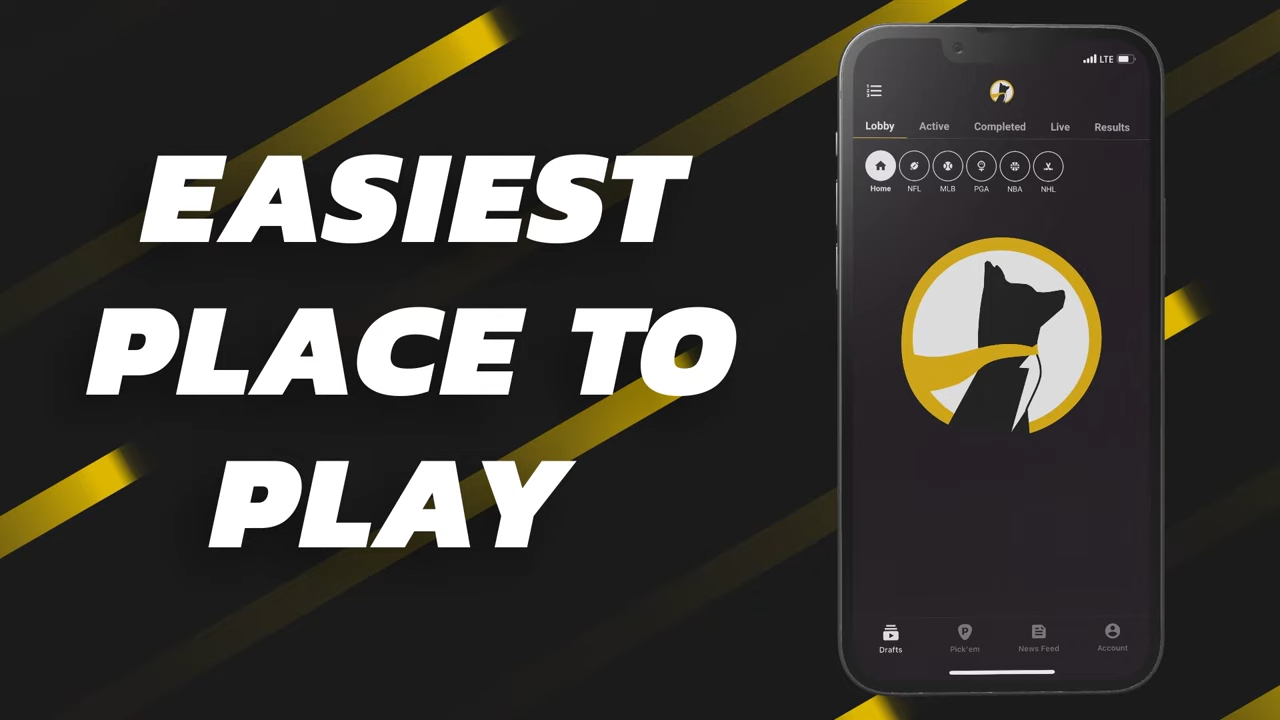 EASIEST
PLACE TO
PLAY
LTE
Lobby Active Completed Live Results
Home NFL MLB PGA NBA NHL
Drafts Pick'em News Feed Account